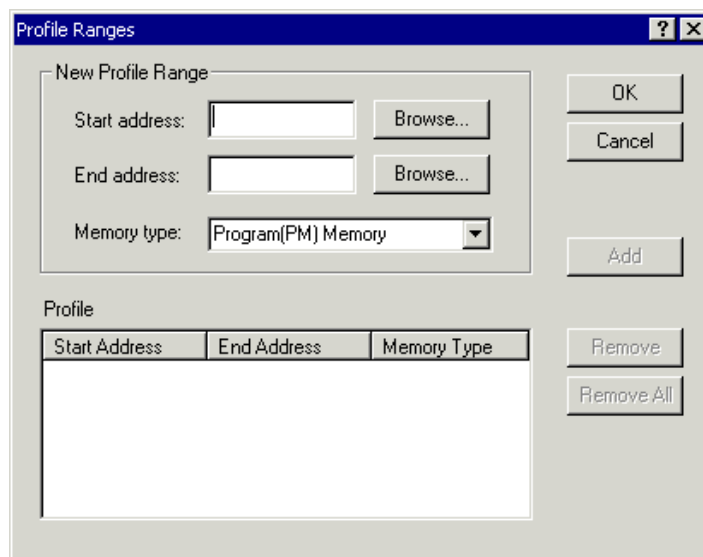 Profile Ranges
New Profile Range
Start address:
Browse...
End address:
Browse...
Memory type:
Program(PM) Memory
OK
Cancel
Add
Profile
Start Address End Address Memory Type
Remove
Remove All